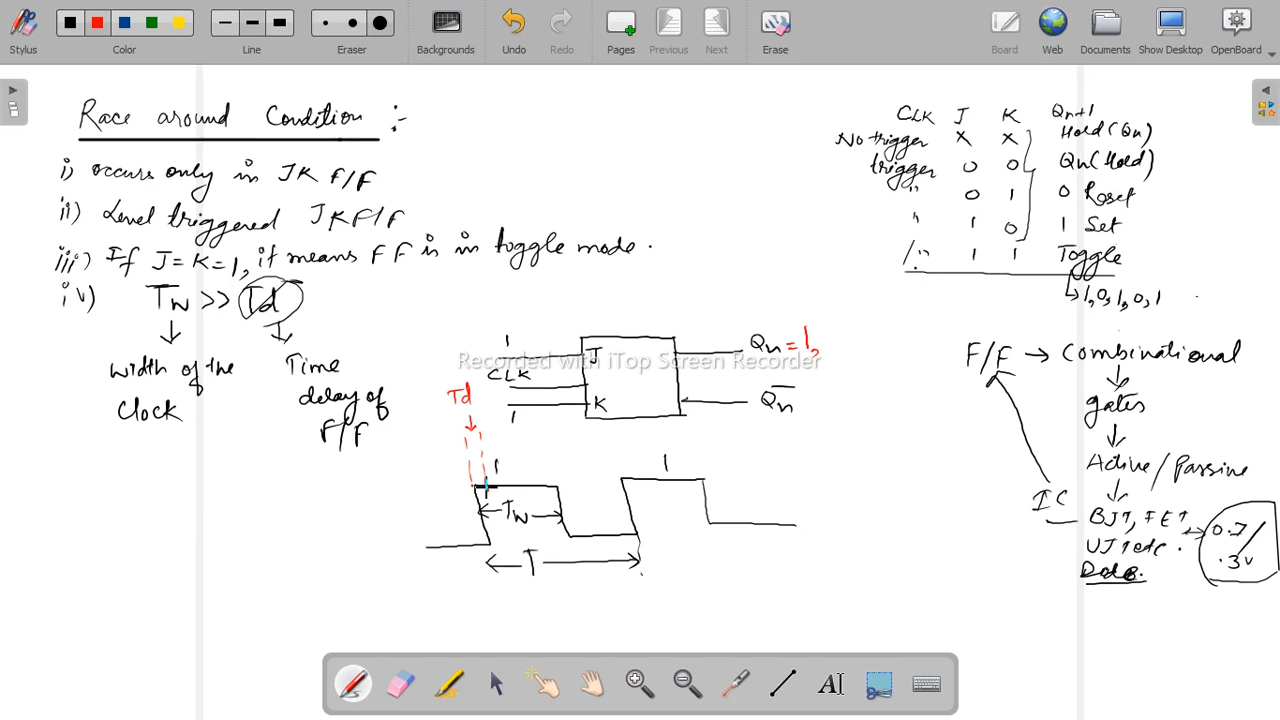 Stylus Color Line Eraser Backgrounds Undo Redo Pages Previous Next Erase Board Web Documents Show Desktop OpenBoard
Race around Condition :-
i) occurs only in JK F/F
ii) Level triggered JK F/F
iii) If J=K=1, it means FF is in toggle mode.
iv) Tw >> Td
width of the
Clock
Time
delay of
F/F
CLK J K Qn+1
No trigger X X Hold (Qn)
trigger 0 0 Qn (Hold)
" 0 1 0 Reset
" 1 0 1 Set
" 1 1 Toggle
1, 0, 1, 0, 1
1
J
Qn = 1,
CLK
1
K
Q̅n
Td
1
1
Tw
T
F/F → Combinational
gates
Active/Passive
IC
BJT, FET
UJT etc.
0.7/
.3v
Recorded with iTop Screen Recorder